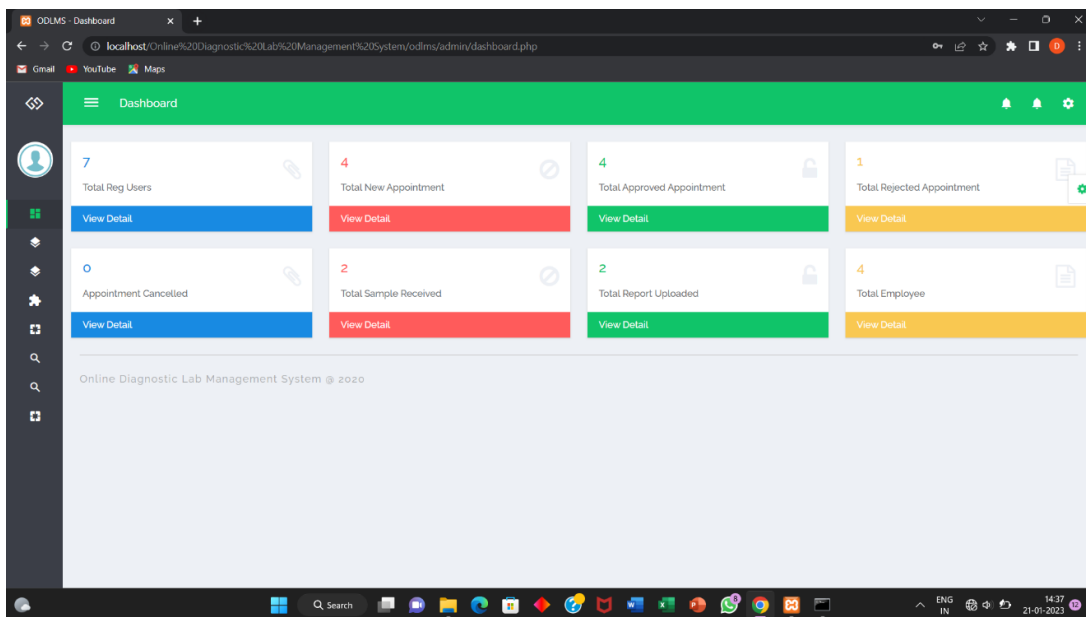 ODLMS - Dashboard
localhost/Online%20Diagnostic%20Lab%20Management%20System/odlms/admin/dashboard.php
D
Gmail YouTube Maps
Dashboard
7
Total Reg Users
View Detail
4
Total New Appointment
View Detail
4
Total Approved Appointment
View Detail
1
Total Rejected Appointment
View Detail
0
Appointment Cancelled
View Detail
2
Total Sample Received
View Detail
2
Total Report Uploaded
View Detail
4
Total Employee
View Detail
Online Diagnostic Lab Management System @ 2020
Search
8
ENG
IN
14:37
21-01-2023
12